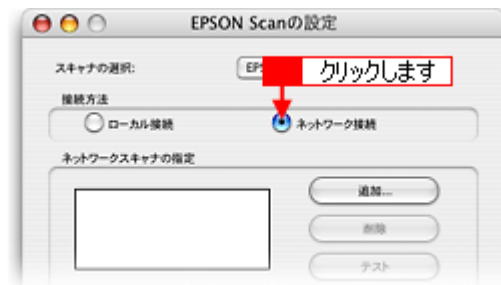 EPSON Scanの設定
スキャナの選択:
EPS
クリックします
接続方法
ローカル接続
ネットワーク接続
ネットワークスキャナの指定
追加...
削除
テスト